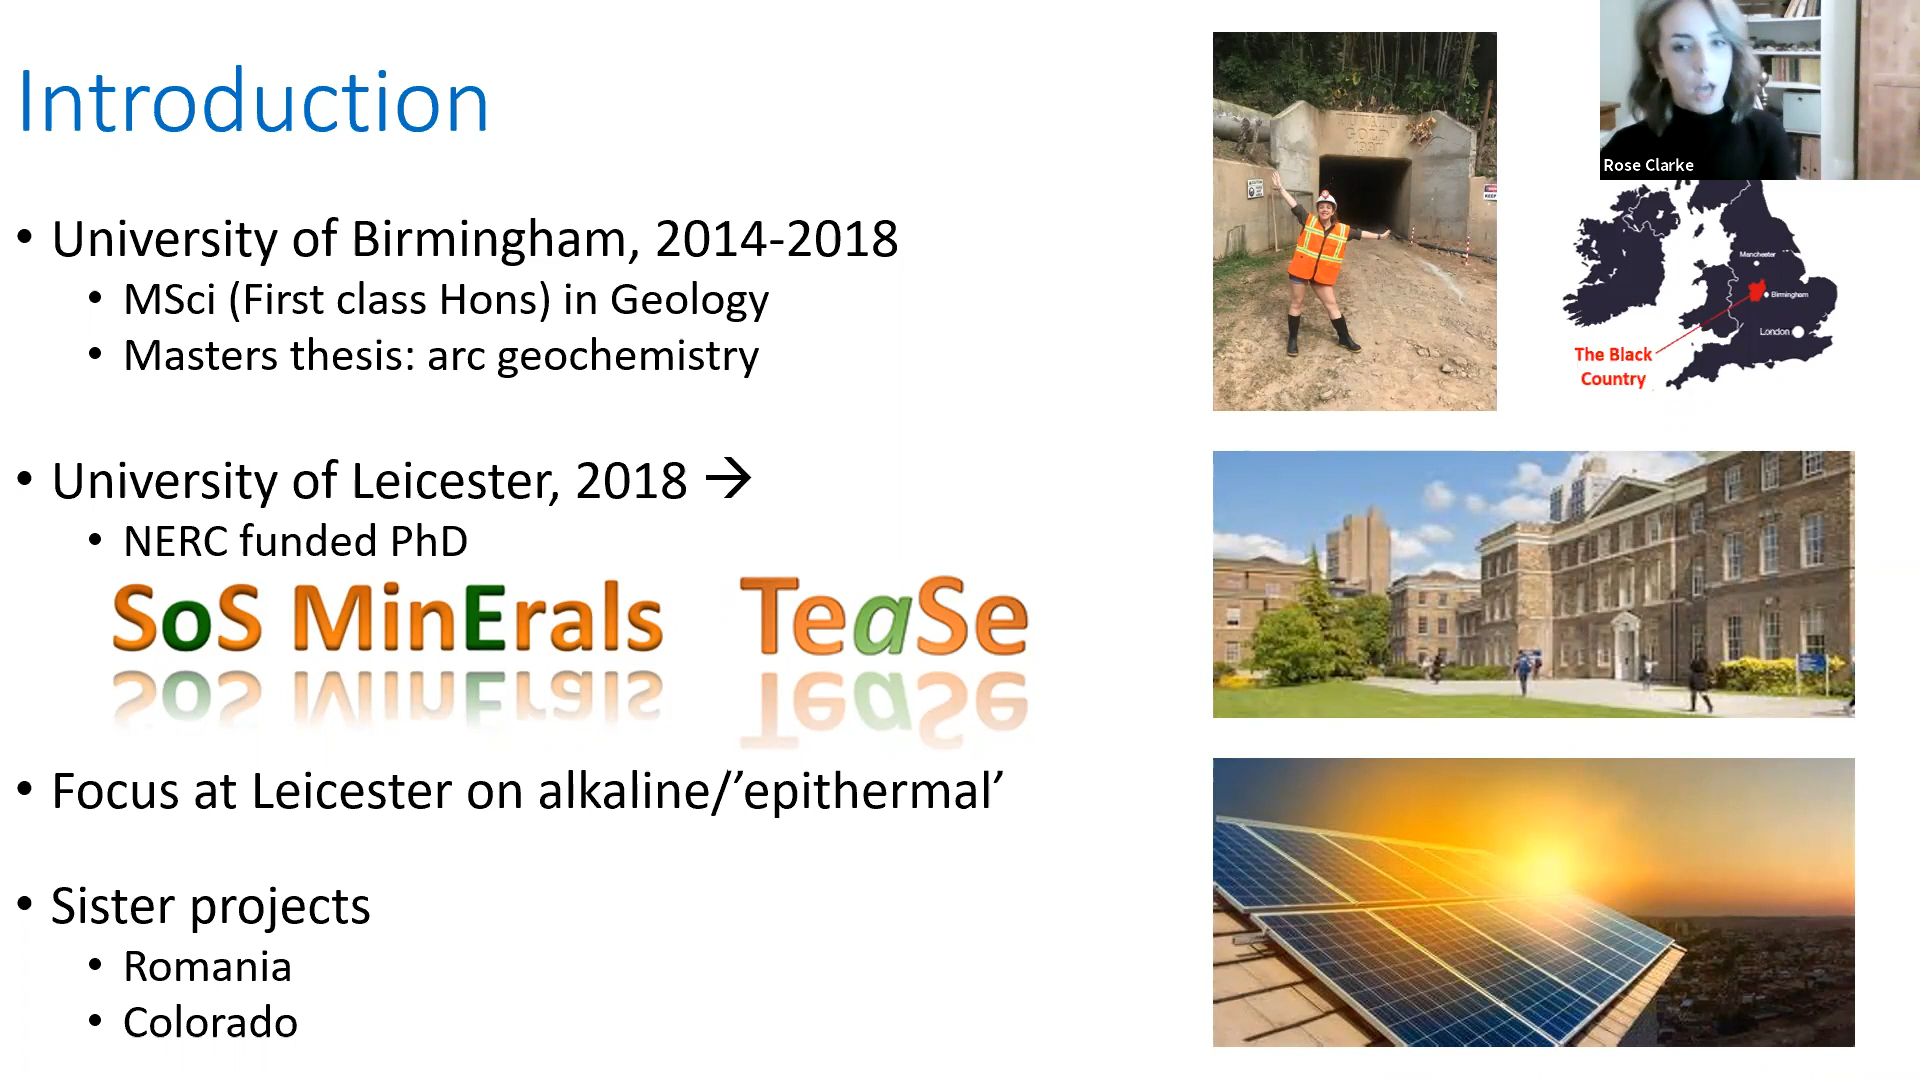 Introduction
• University of Birmingham, 2014-2018
• MSci (First class Hons) in Geology
• Masters thesis: arc geochemistry
• University of Leicester, 2018 →
• NERC funded PhD
SoS MinErals
TeaSe
• Focus at Leicester on alkaline/’epithermal’
• Sister projects
• Romania
• Colorado
GOLD
Rose Clarke
Manchester
Birmingham
London
The Black
Country